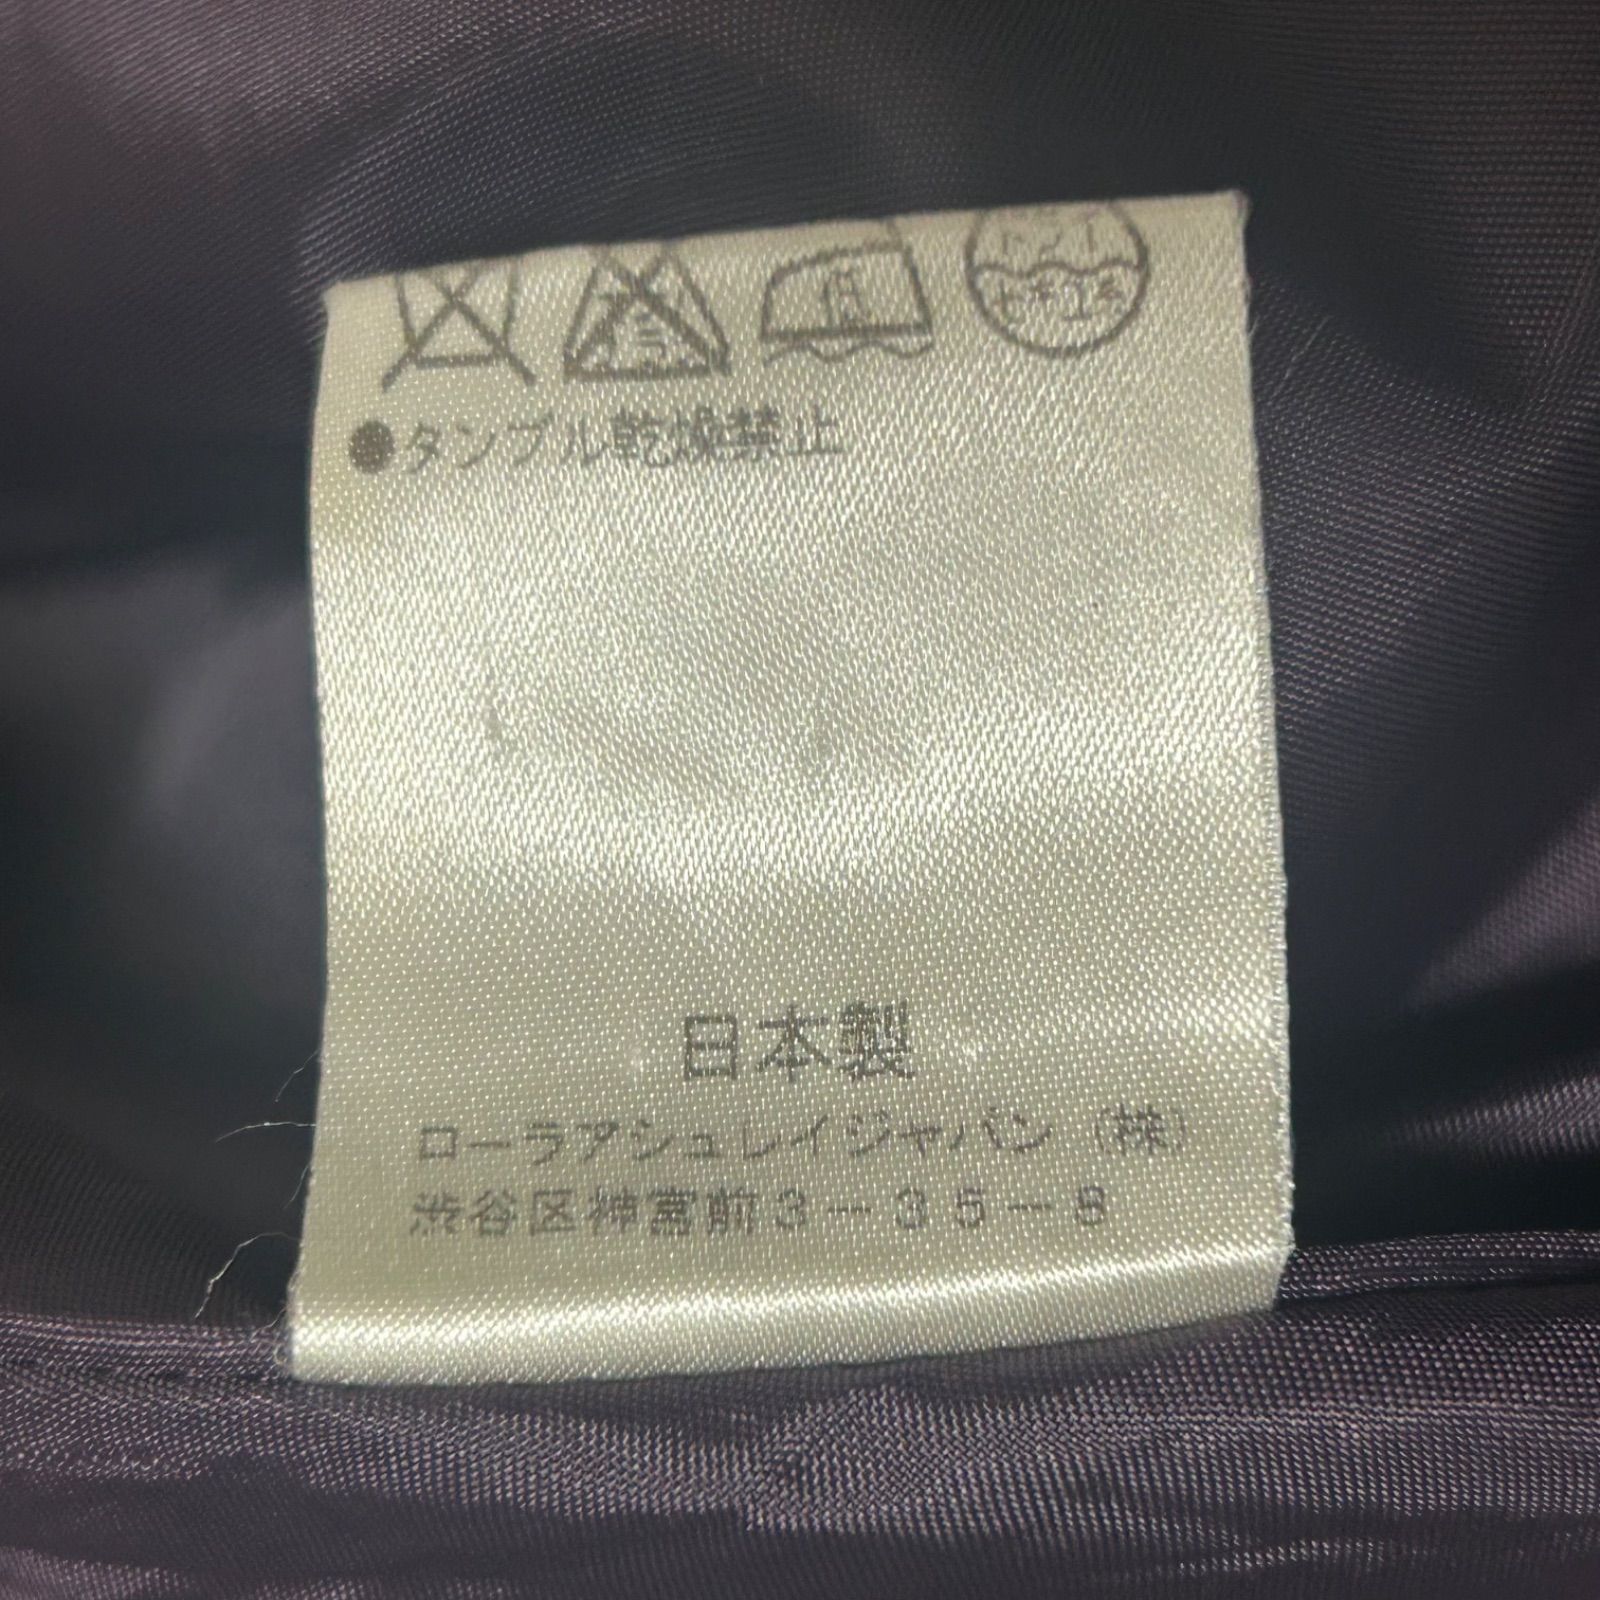 低
●タンブル乾燥禁止
日本製
ローラアシュレイジャパン（株）
渋谷区神宮前3－35－8